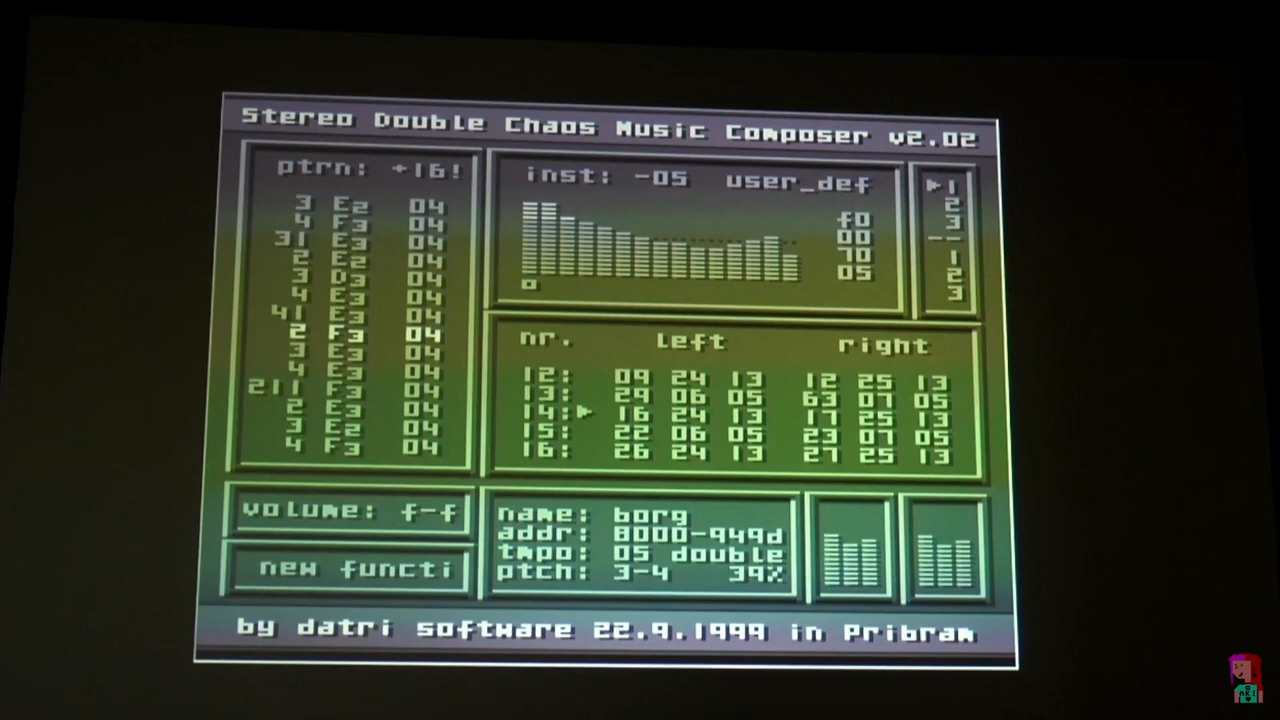 Stereo Double Chaos Music Composer v2.02
ptrn: +16!
3 E2 04
4 F3 04
31 E3 04
2 E2 04
3 D3 04
4 E3 04
41 E3 04
2 F3 04
3 E3 04
4 E3 04
211 F3 04
2 E3 04
3 E2 04
4 F3 04
inst: -05 user_def
f0
00
70
05
▶1
2
3
--
1
2
3
nr. left right
12: 09 24 13 12 25 13
13: 29 06 05 63 07 05
14:▶ 16 24 13 17 25 13
15: 22 06 05 23 07 05
16: 26 24 13 27 25 13
volume: f-f
new functi
name: borg
addr: 8000-949d
tmpo: 05 double
ptch: 3-4 39%
by datri software 22.9.1999 in Pribram